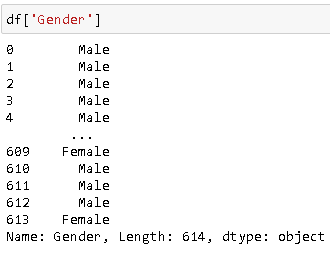 df['Gender']
0        Male
1        Male
2        Male
3        Male
4        Male
        ...
609    Female
610      Male
611      Male
612      Male
613    Female
Name: Gender, Length: 614, dtype: object